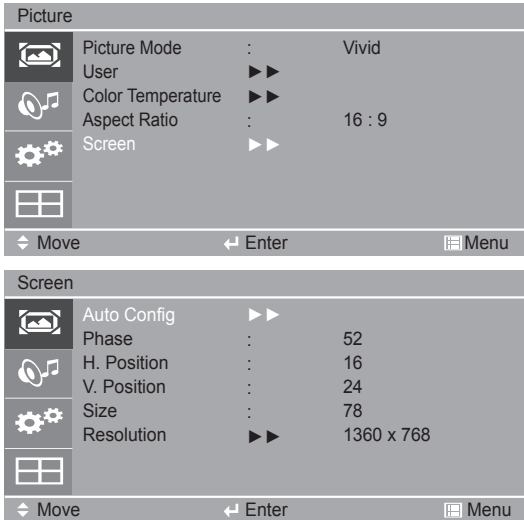 Picture
Picture Mode : Vivid
User ►►
Color Temperature ►►
Aspect Ratio : 16 : 9
Screen ►►
Move Enter Menu
Screen
Auto Config ►►
Phase : 52
H. Position : 16
V. Position : 24
Size : 78
Resolution ►► 1360 x 768
Move Enter Menu